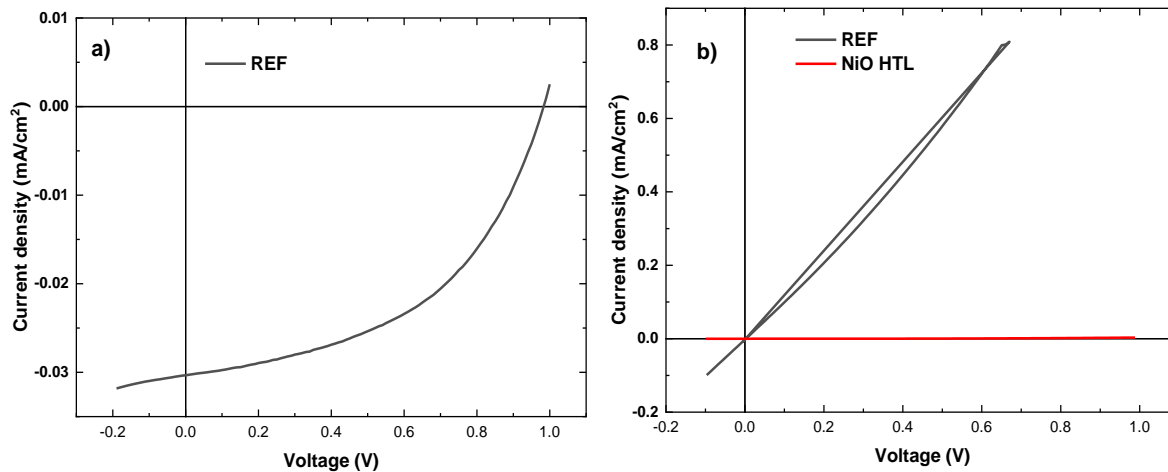 a)
REF
0.01
0.00
-0.01
-0.02
-0.03
Current density (mA/cm²)
-0.2 0.0 0.2 0.4 0.6 0.8 1.0
Voltage (V)
b)
REF
NiO HTL
0.8
0.6
0.4
0.2
0.0
-0.2
Current density (mA/cm²)
-0.2 0.0 0.2 0.4 0.6 0.8 1.0
Voltage (V)